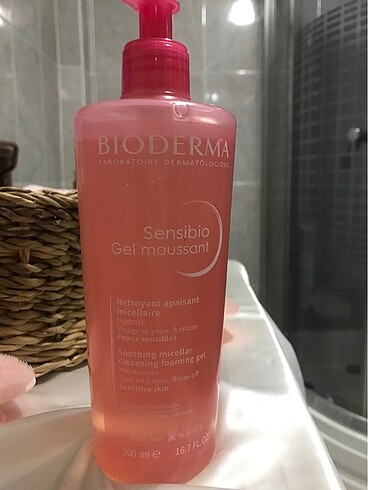 BIODERMA
LABORATOIRE DERMATOLOGIQUE
Sensibio
Gel moussant
Nettoyant apaisant
micellaire
Hydrate
Visage et yeux. À rincer
Peaux sensibles
Soothing micellar
cleansing foaming gel
Moisturises
Face and eyes. Rinse off
Sensitive skin
NAOS
500 ml e 16.7 FL.OZ